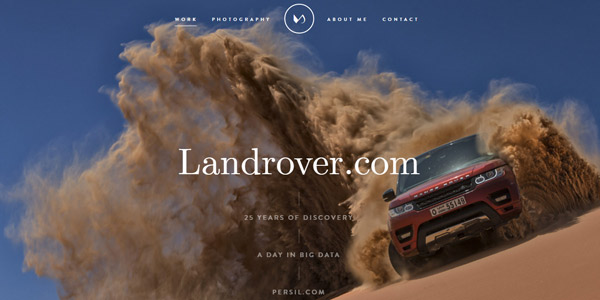 WORK PHOTOGRAPHY ABOUT ME CONTACT
Landrover.com
25 YEARS OF DISCOVERY
A DAY IN BIG DATA
PERSIL.COM